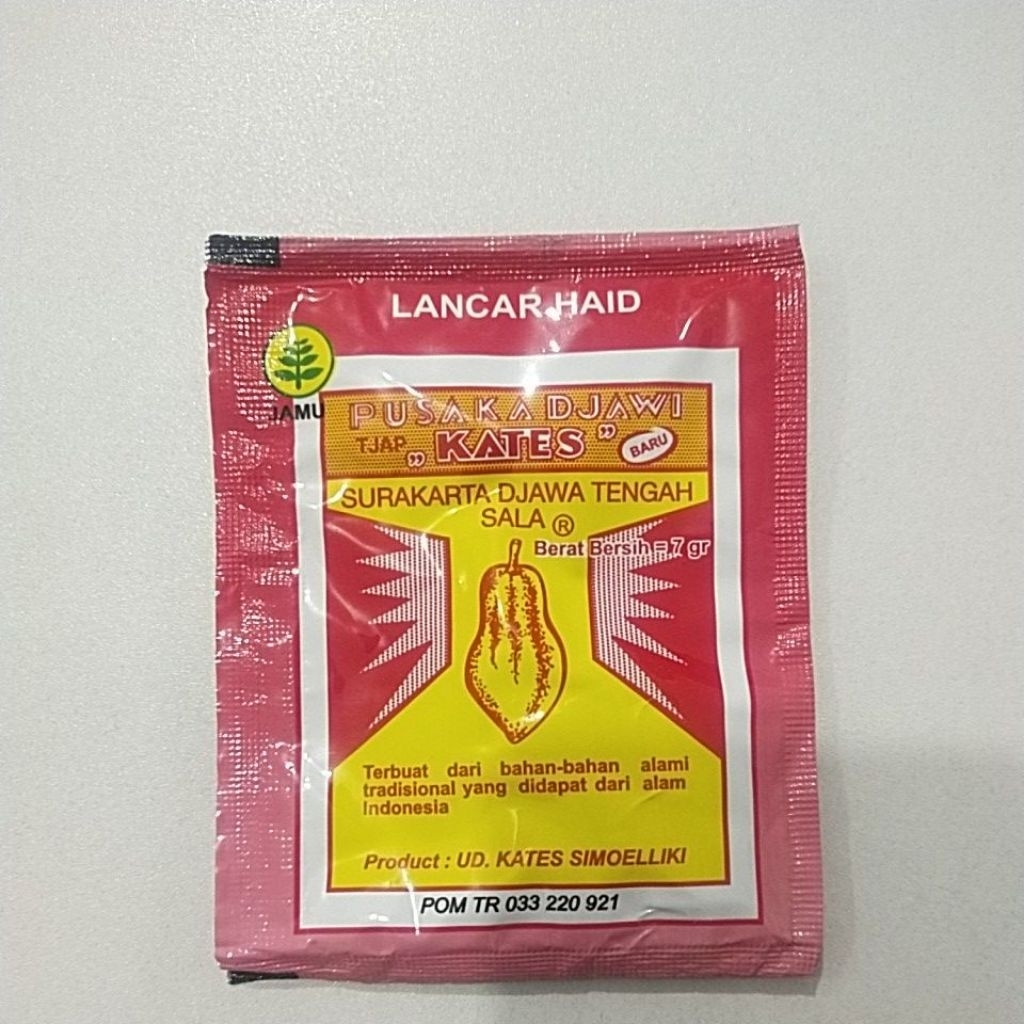 LANCAR HAID
JAMU
PUSAKA DJAWI
TJAP „ KATES ” BARU
SURAKARTA DJAWA TENGAH
SALA ®
Berat Bersih = 7 gr
Terbuat dari bahan-bahan alami
tradisional yang didapat dari alam
Indonesia
Product : UD. KATES SIMOELLIKI
POM TR 033 220 921